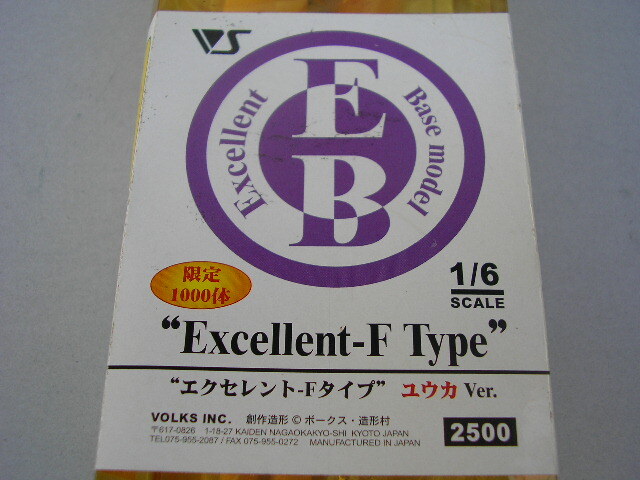 VS
Excellent
Base model
E
B
限定
1000体
1/6
SCALE
“Excellent-F Type”
“エクセレント-Fタイプ” ユウカ Ver.
VOLKS INC. 創作造形 © ボークス・造形村
〒617-0826 1-18-27 KAIDEN NAGAOKAKYO-SHI KYOTO JAPAN
TEL075-955-2087 / FAX 075-955-0272 MANUFACTURED IN JAPAN
2500